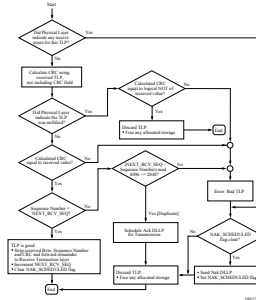 Start
Did Physical Layer
indicate any receive
errors for this TLP?
Yes
No
Calculate CRC using
received TLP,
not including CRC field
Did Physical Layer
indicate the TLP
was nullified?
Yes
No
Calculated CRC
equal to logical NOT of
received value?
No
Yes
Discard TLP
• Free any allocated storage
End
Calculated CRC
equal to received value?
No
Yes
(NEXT_RCV_SEQ -
Sequence Number) mod
4096 <= 2048?
No
Yes [Duplicate]
Error: Bad TLP
Sequence Number =
NEXT_RCV_SEQ?
No
Yes
Schedule Ack DLLP
for Transmission
NAK_SCHEDULED
flag clear?
No
Yes
TLP is good
• Strip reserved Byte, Sequence Number
and CRC and forward remainder
to Receive Transaction layer
• Increment NEXT_RCV_SEQ
• Clear NAK_SCHEDULED
flag
Discard TLP
• Free any allocated storage
• Send Nak DLLP
• Set NAK_SCHEDULED
flag
End